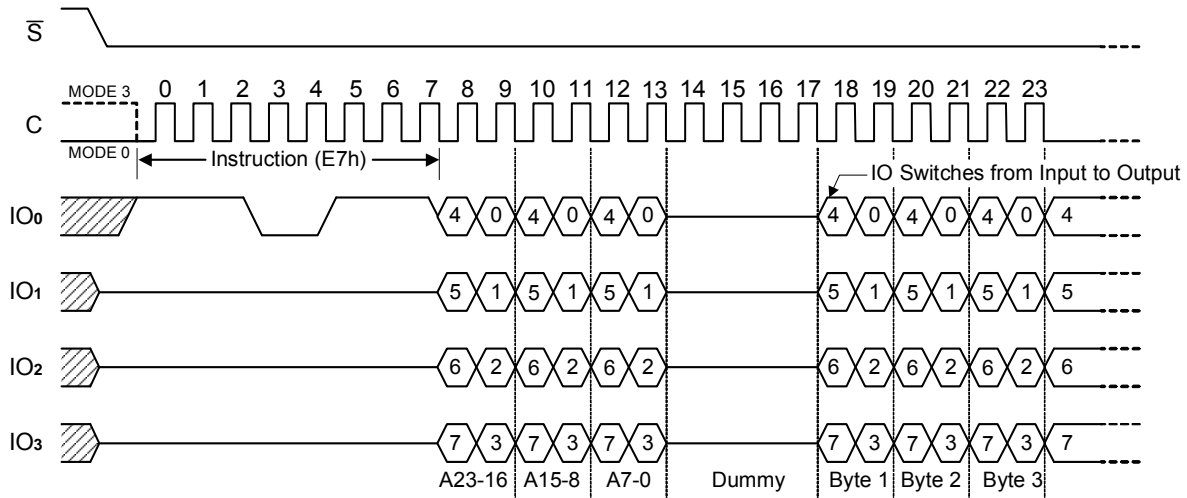 S
MODE 3 0 1 2 3 4 5 6 7 8 9 10 11 12 13 14 15 16 17 18 19 20 21 22 23
C
MODE 0
Instruction (E7h)
IO Switches from Input to Output
IO0 4 0 4 0 4 0 4 0 4 0 4 0 4
IO1 5 1 5 1 5 1 5 1 5 1 5 1 5
IO2 6 2 6 2 6 2 6 2 6 2 6 2 6
IO3 7 3 7 3 7 3 7 3 7 3 7 3 7
A23-16 A15-8 A7-0 Dummy Byte 1 Byte 2 Byte 3